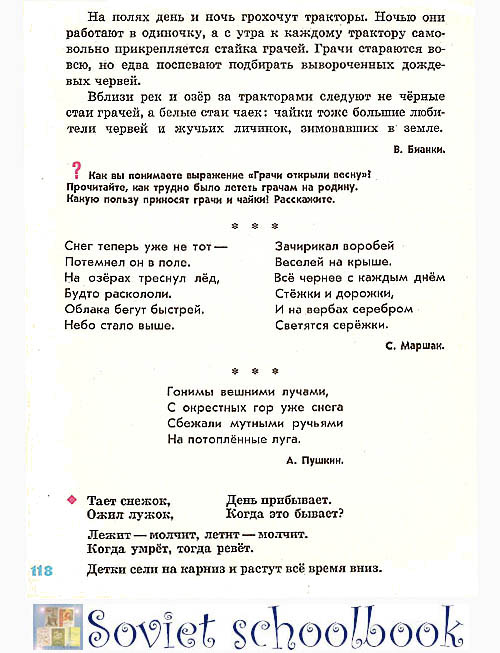 На полях день и ночь грохочут тракторы. Ночью они
работают в одиночку, а с утра к каждому трактору само-
вольно прикрепляется стайка грачей. Грачи стараются во-
всю, но едва поспевают подбирать вывороченных дожде-
вых червей.
Вблизи рек и озёр за тракторами следуют не чёрные
стаи грачей, а белые стаи чаек: чайки тоже большие люби-
тели червей и жучьих личинок, зимовавших в земле.
В. Бианки.
? Как вы понимаете выражение «Грачи открыли весну»?
Прочитайте, как трудно было лететь грачам на родину.
Какую пользу приносят грачи и чайки! Расскажите.
* * *
Снег теперь уже не тот —
Потемнел он в поле.
На озёрах треснул лёд,
Будто раскололи.
Облака бегут быстрей.
Небо стало выше.
Зачирикал воробей
Веселей на крыше.
Всё чернее с каждым днём
Стёжки и дорожки,
И на вербах серебром
Светятся серёжки.
С. Маршак.
* * *
Гонимы вешними лучами,
С окрестных гор уже снега
Сбежали мутными ручьями
На потоплённые луга.
А. Пушкин.
Тает снежок,
Ожил лужок,
День прибывает.
Когда это бывает?
Лежит — молчит, летит — молчит.
Когда умрёт, тогда ревёт.
118 Детки сели на карниз и растут всё время вниз.
Soviet schoolbook